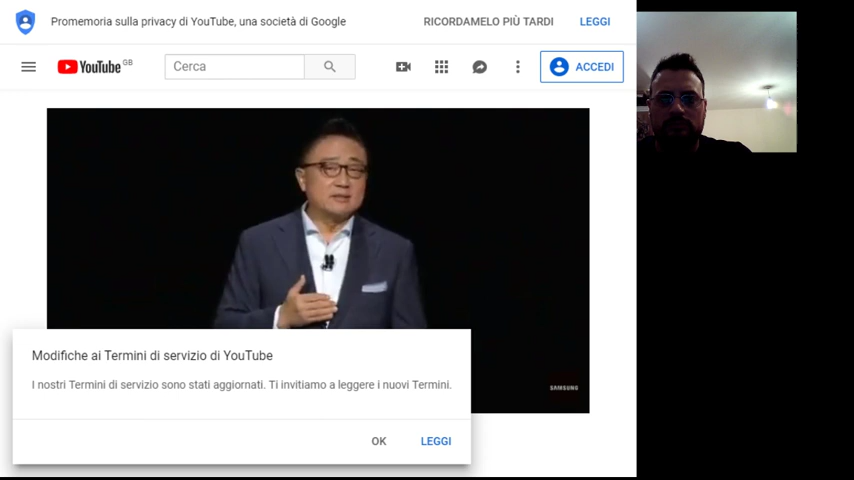 Promemoria sulla privacy di YouTube, una società di Google
RICORDAMELO PIÙ TARDI
LEGGI
YouTube GB
Cerca
ACCEDI
SAMSUNG
Modifiche ai Termini di servizio di YouTube
I nostri Termini di servizio sono stati aggiornati. Ti invitiamo a leggere i nuovi Termini.
OK
LEGGI